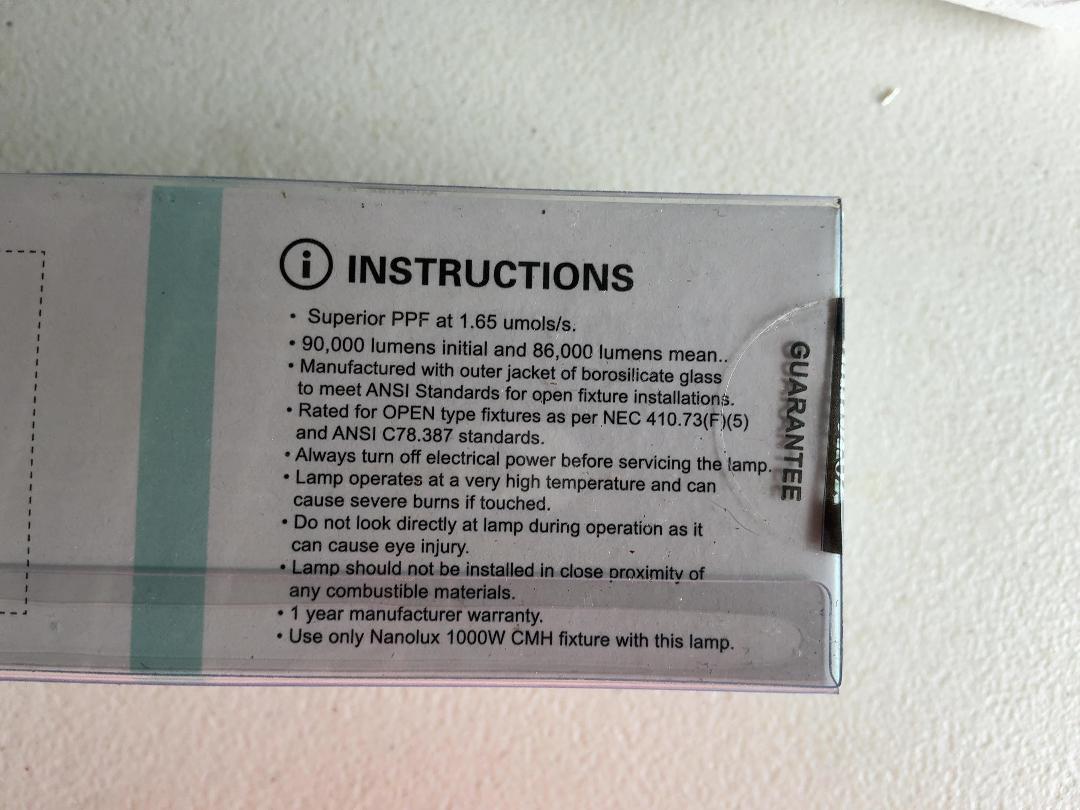 INSTRUCTIONS
• Superior PPF at 1.65 umols/s.
• 90,000 lumens initial and 86,000 lumens mean..
• Manufactured with outer jacket of borosilicate glass
to meet ANSI Standards for open fixture installations.
• Rated for OPEN type fixtures as per NEC 410.73(F)(5)
and ANSI C78.387 standards.
• Always turn off electrical power before servicing the lamp.
• Lamp operates at a very high temperature and can
cause severe burns if touched.
• Do not look directly at lamp during operation as it
can cause eye injury.
• Lamp should not be installed in close proximity of
any combustible materials.
• 1 year manufacturer warranty.
• Use only Nanolux 1000W CMH fixture with this lamp.
GUARANTEE